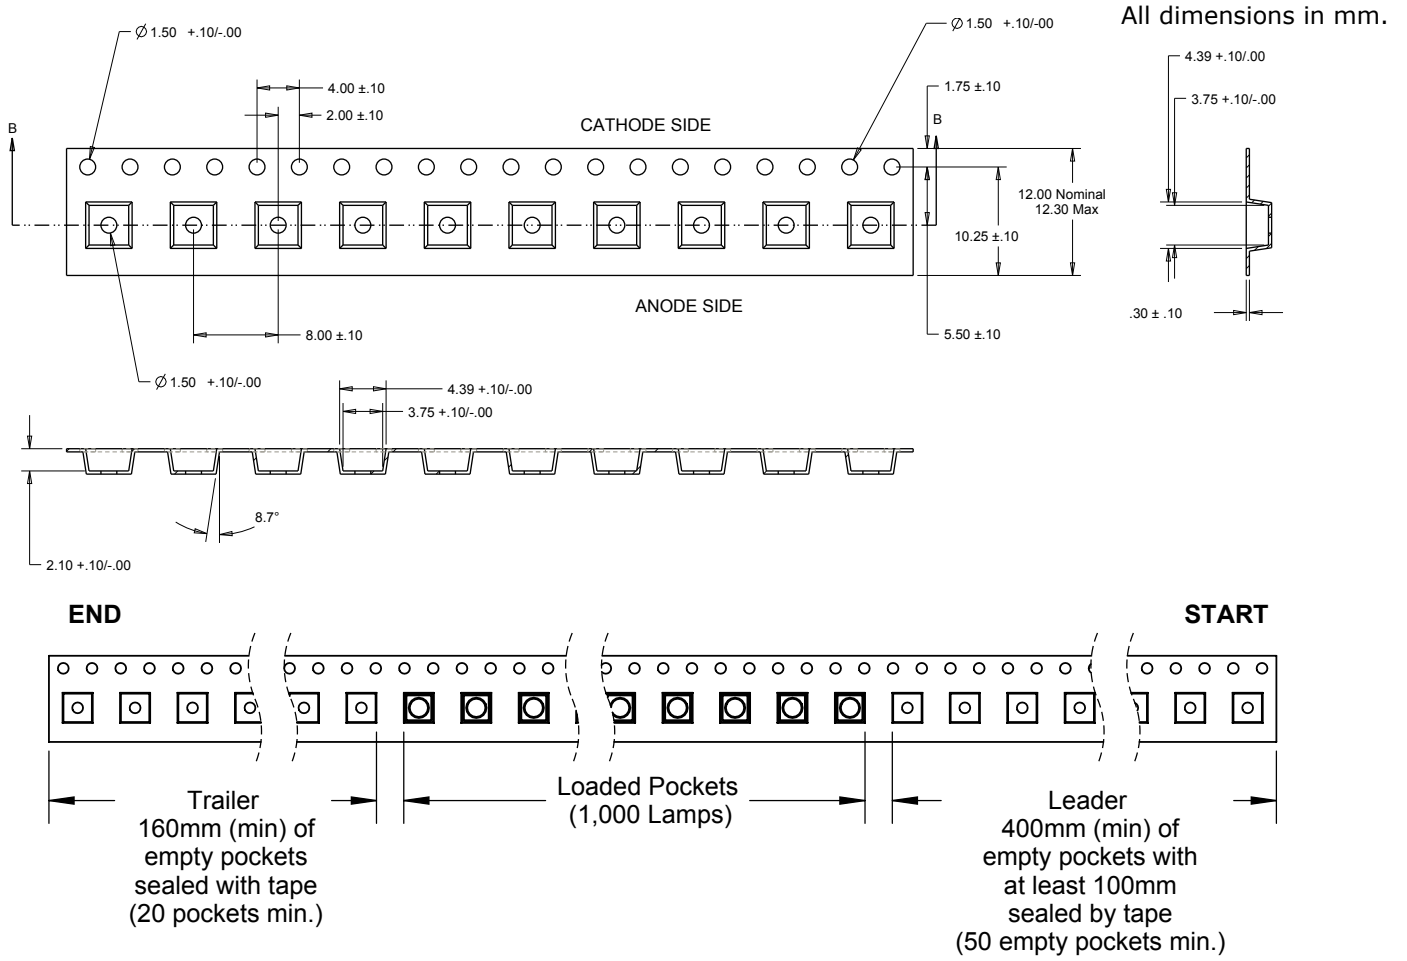 All dimensions in mm.
Ø 1.50 +.10/-.00
Ø 1.50 +.10/-00
4.39 +.10/.00
4.00 ±.10
1.75 ±.10
3.75 +.10/-.00
2.00 ±.10
B
CATHODE SIDE
B
12.00 Nominal
12.30 Max
10.25 ±.10
ANODE SIDE
.30 ± .10
8.00 ±.10
5.50 ±.10
Ø 1.50 +.10/-.00
4.39 +.10/-.00
3.75 +.10/-.00
8.7°
2.10 +.10/-.00
END
START
Trailer
160mm (min) of
empty pockets
sealed with tape
(20 pockets min.)
Loaded Pockets
(1,000 Lamps)
Leader
400mm (min) of
empty pockets with
at least 100mm
sealed by tape
(50 empty pockets min.)